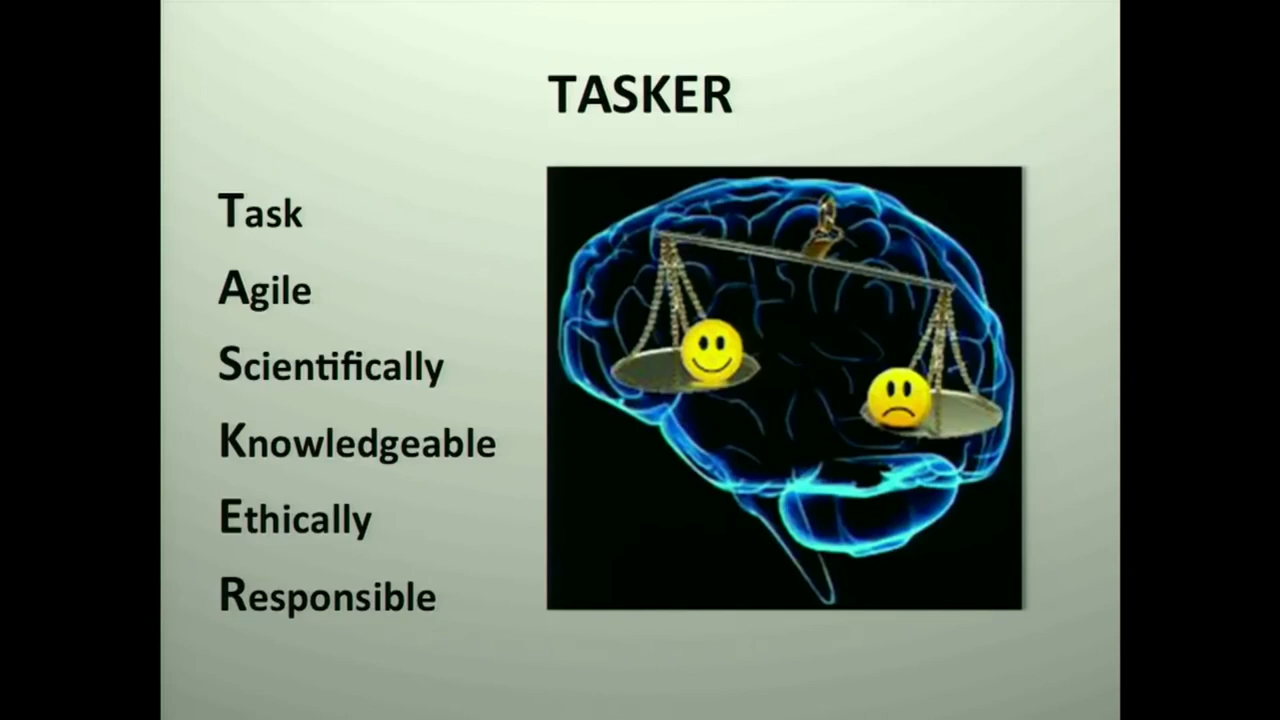 TASKER
Task
Agile
Scientifically
Knowledgeable
Ethically
Responsible